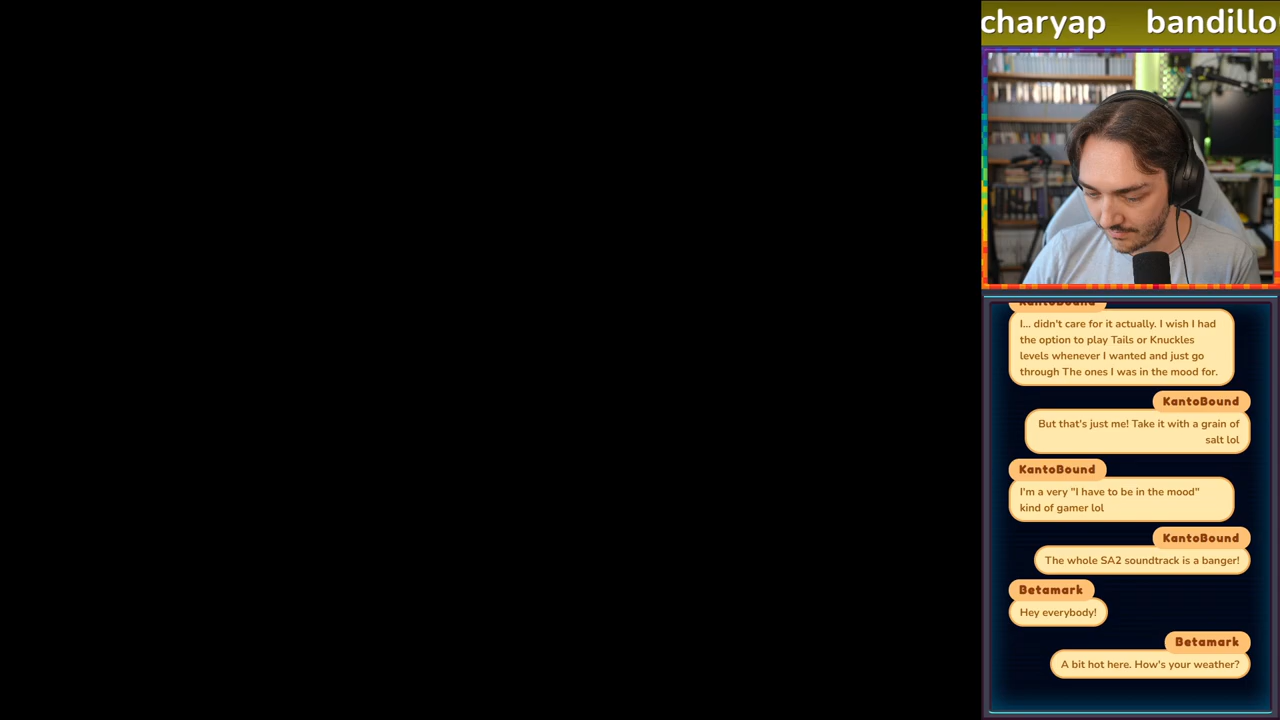 charyap bandillo
KantoBound
I... didn't care for it actually. I wish I had
the option to play Tails or Knuckles
levels whenever I wanted and just go
through The ones I was in the mood for.
KantoBound
But that's just me! Take it with a grain of
salt lol
KantoBound
I'm a very "I have to be in the mood"
kind of gamer lol
KantoBound
The whole SA2 soundtrack is a banger!
Betamark
Hey everybody!
Betamark
A bit hot here. How's your weather?